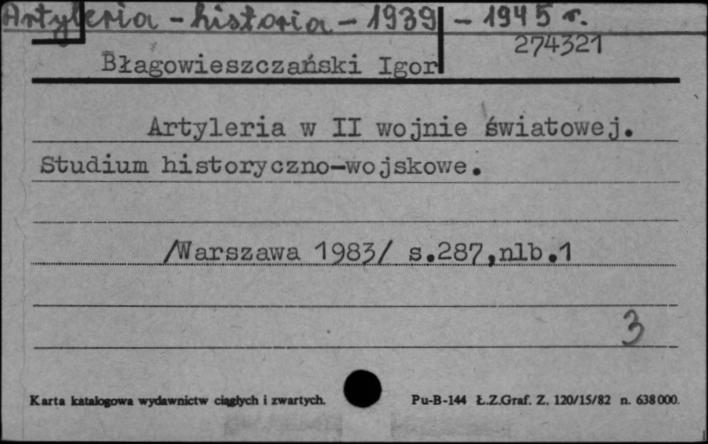 Artyleria - historia - 1939 - 1945 r.
274321
Błagowieszczański Igor
Artyleria w II wojnie światowej.
Studium historyczno-wojskowe.
/Warszawa 1983/ s.287,nlb.1
3
Karta katalogowa wydawnictw ciągłych i zwartych.
Pu-B-144 Ł.Z.Graf. Z. 120/15/82 n. 638000.